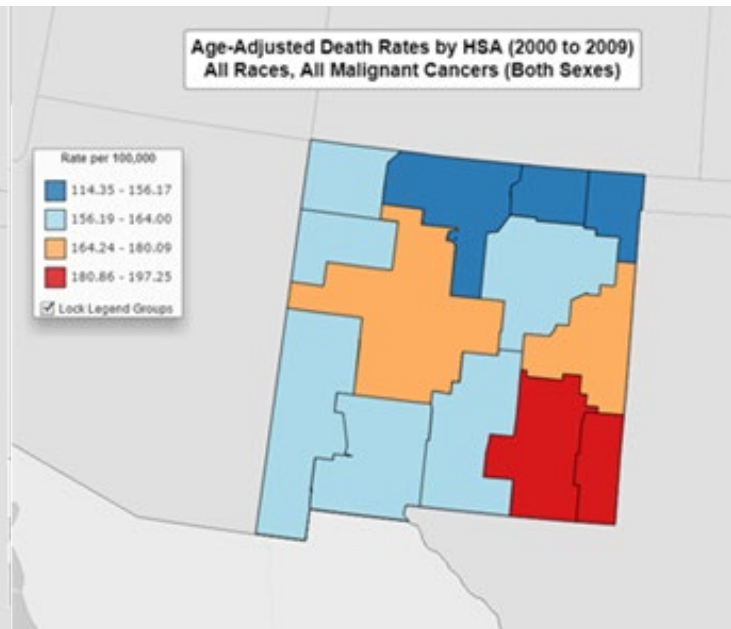 Age-Adjusted Death Rates by HSA (2000 to 2009)
All Races, All Malignant Cancers (Both Sexes)
Rate per 100,000
114.35 - 156.17
156.19 - 164.00
164.24 - 180.09
180.86 - 197.25
Lock Legend Groups